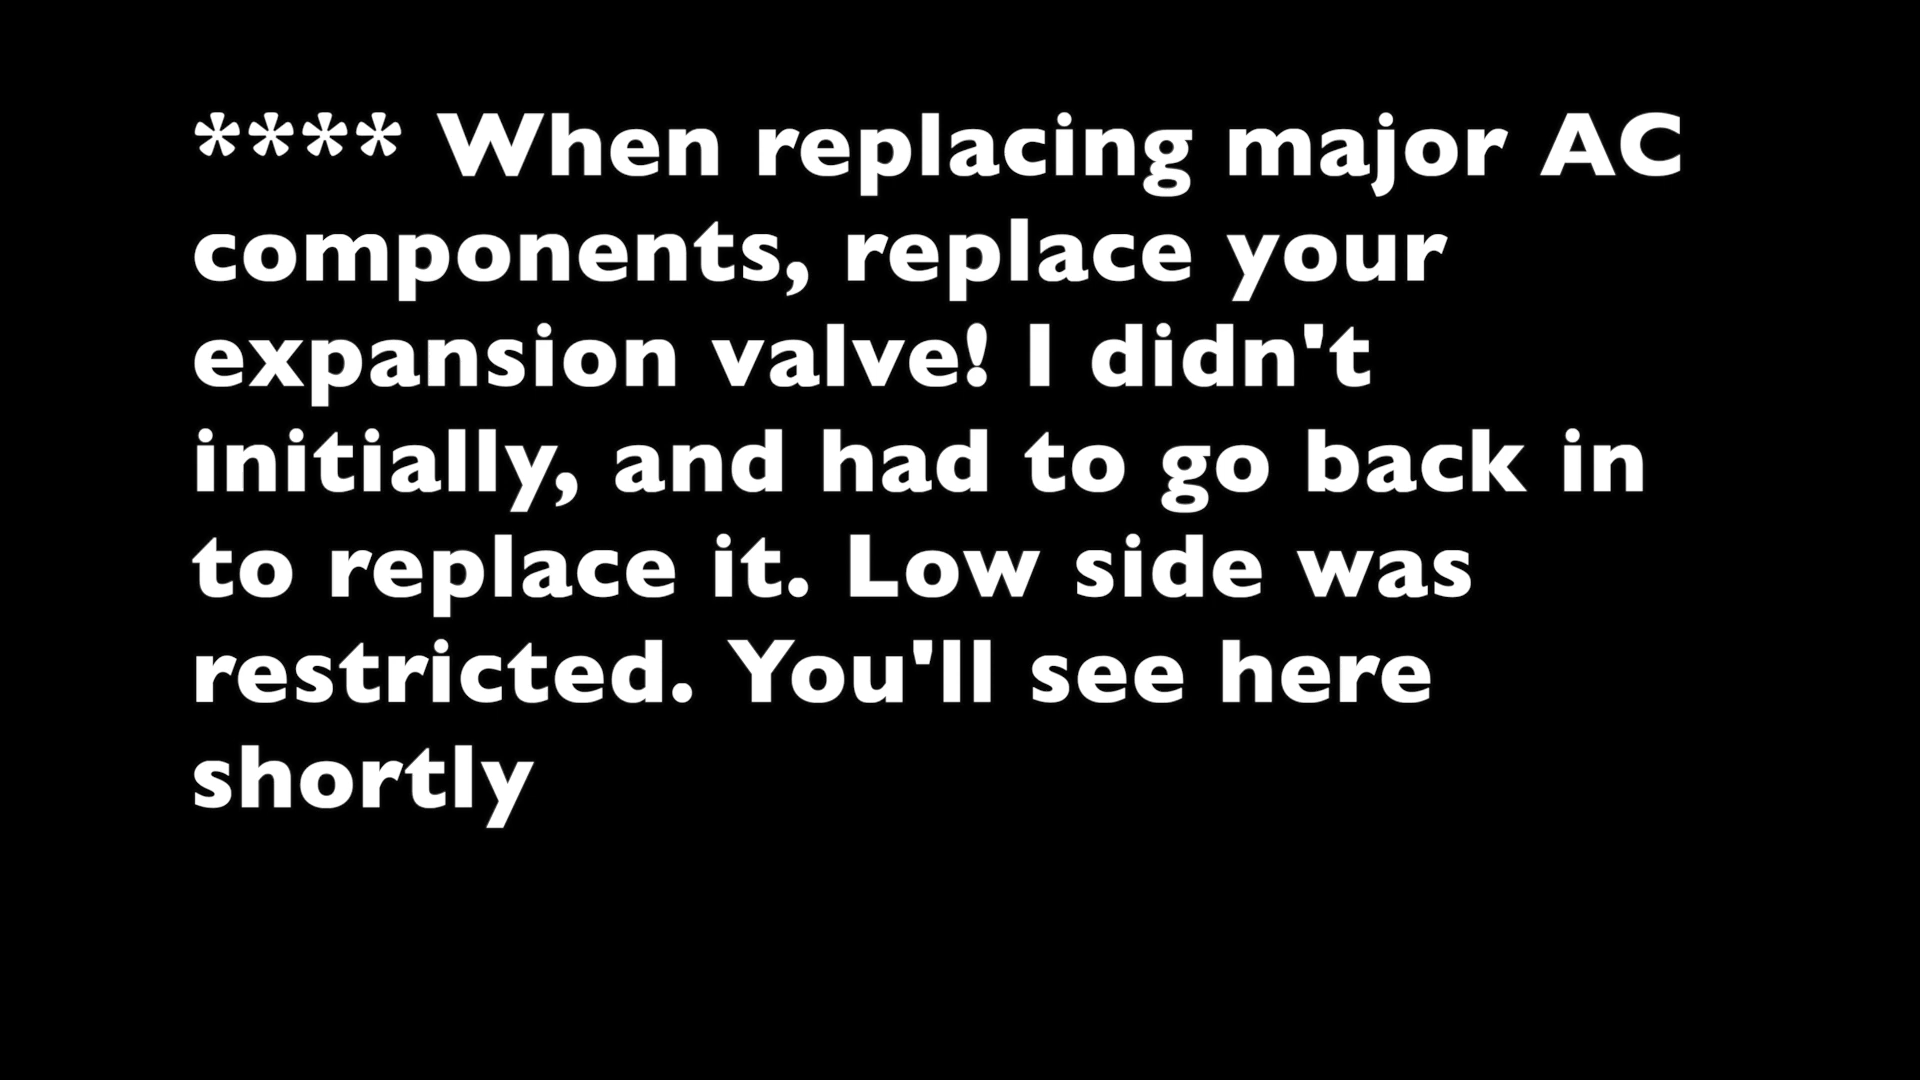 **** When replacing major AC
components, replace your
expansion valve! I didn't
initially, and had to go back in
to replace it. Low side was
restricted. You'll see here
shortly